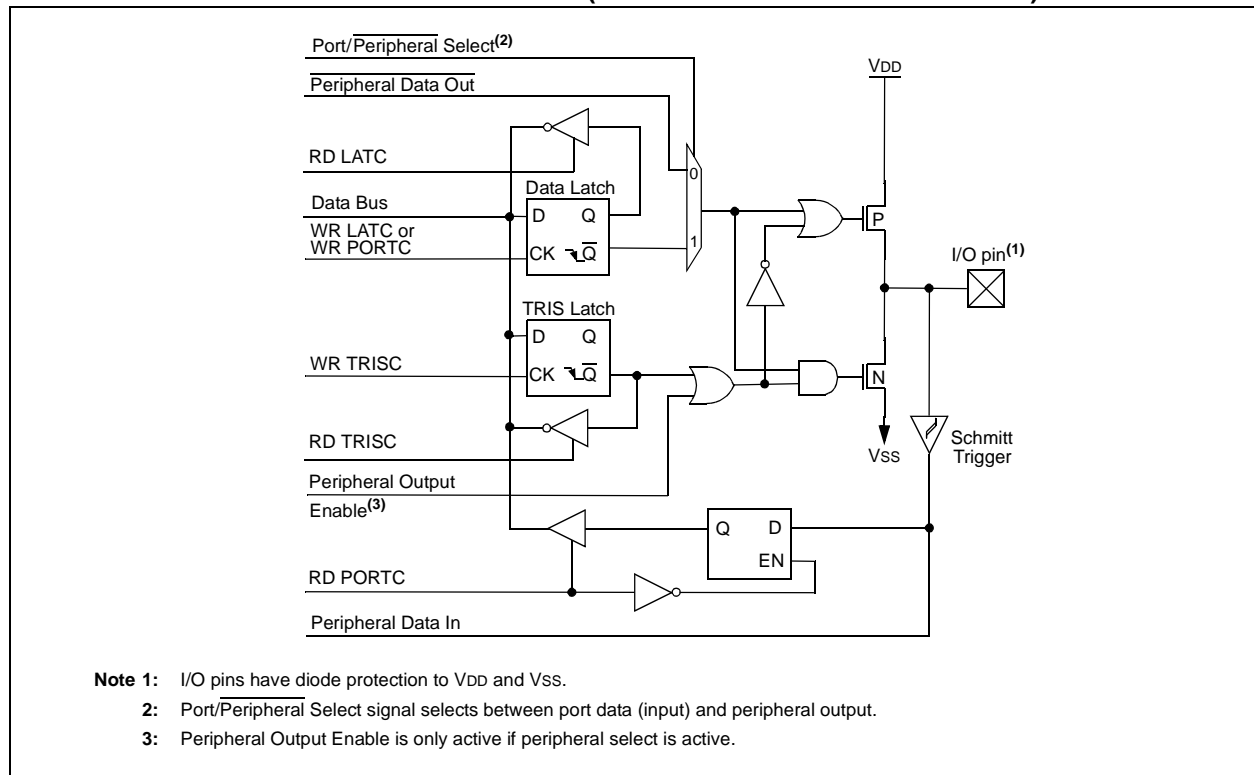 Port/Peripheral Select(2)
Peripheral Data Out
VDD
RD LATC
0
Data Latch
Data Bus
D Q
WR LATC or
WR PORTC
CK Q
1
P
I/O pin(1)
TRIS Latch
D Q
WR TRISC
CK Q
N
RD TRISC
VSS
Schmitt
Trigger
Peripheral Output
Enable(3)
Q D
EN
RD PORTC
Peripheral Data In
Note 1: I/O pins have diode protection to VDD and VSS.
2: Port/Peripheral Select signal selects between port data (input) and peripheral output.
3: Peripheral Output Enable is only active if peripheral select is active.